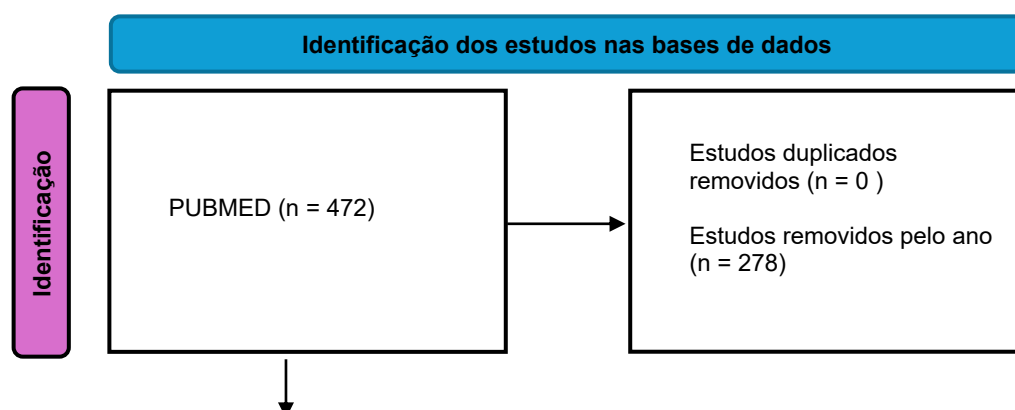 Identificação dos estudos nas bases de dados
Identificação
PUBMED (n = 472)
Estudos duplicados
removidos (n = 0 )
Estudos removidos pelo ano
(n = 278)